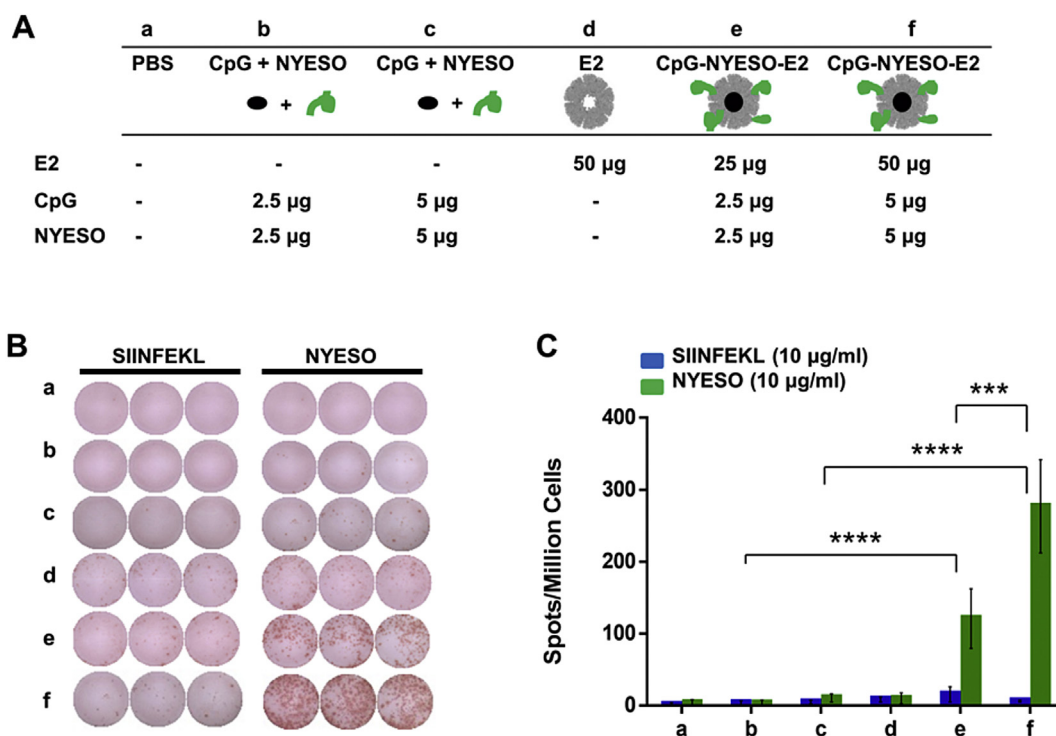 A
a b c d e f
PBS CpG + NYESO CpG + NYESO E2 CpG-NYESO-E2 CpG-NYESO-E2
+ +
E2 - - - 50 µg 25 µg 50 µg
CpG - 2.5 µg 5 µg - 2.5 µg 5 µg
NYESO - 2.5 µg 5 µg - 2.5 µg 5 µg
B
SIINFEKL NYESO
a
b
c
d
e
f
C
SIINFEKL (10 µg/ml)
NYESO (10 µg/ml)
***
****
****
Spots/Million Cells
400
300
200
100
0
a b c d e f